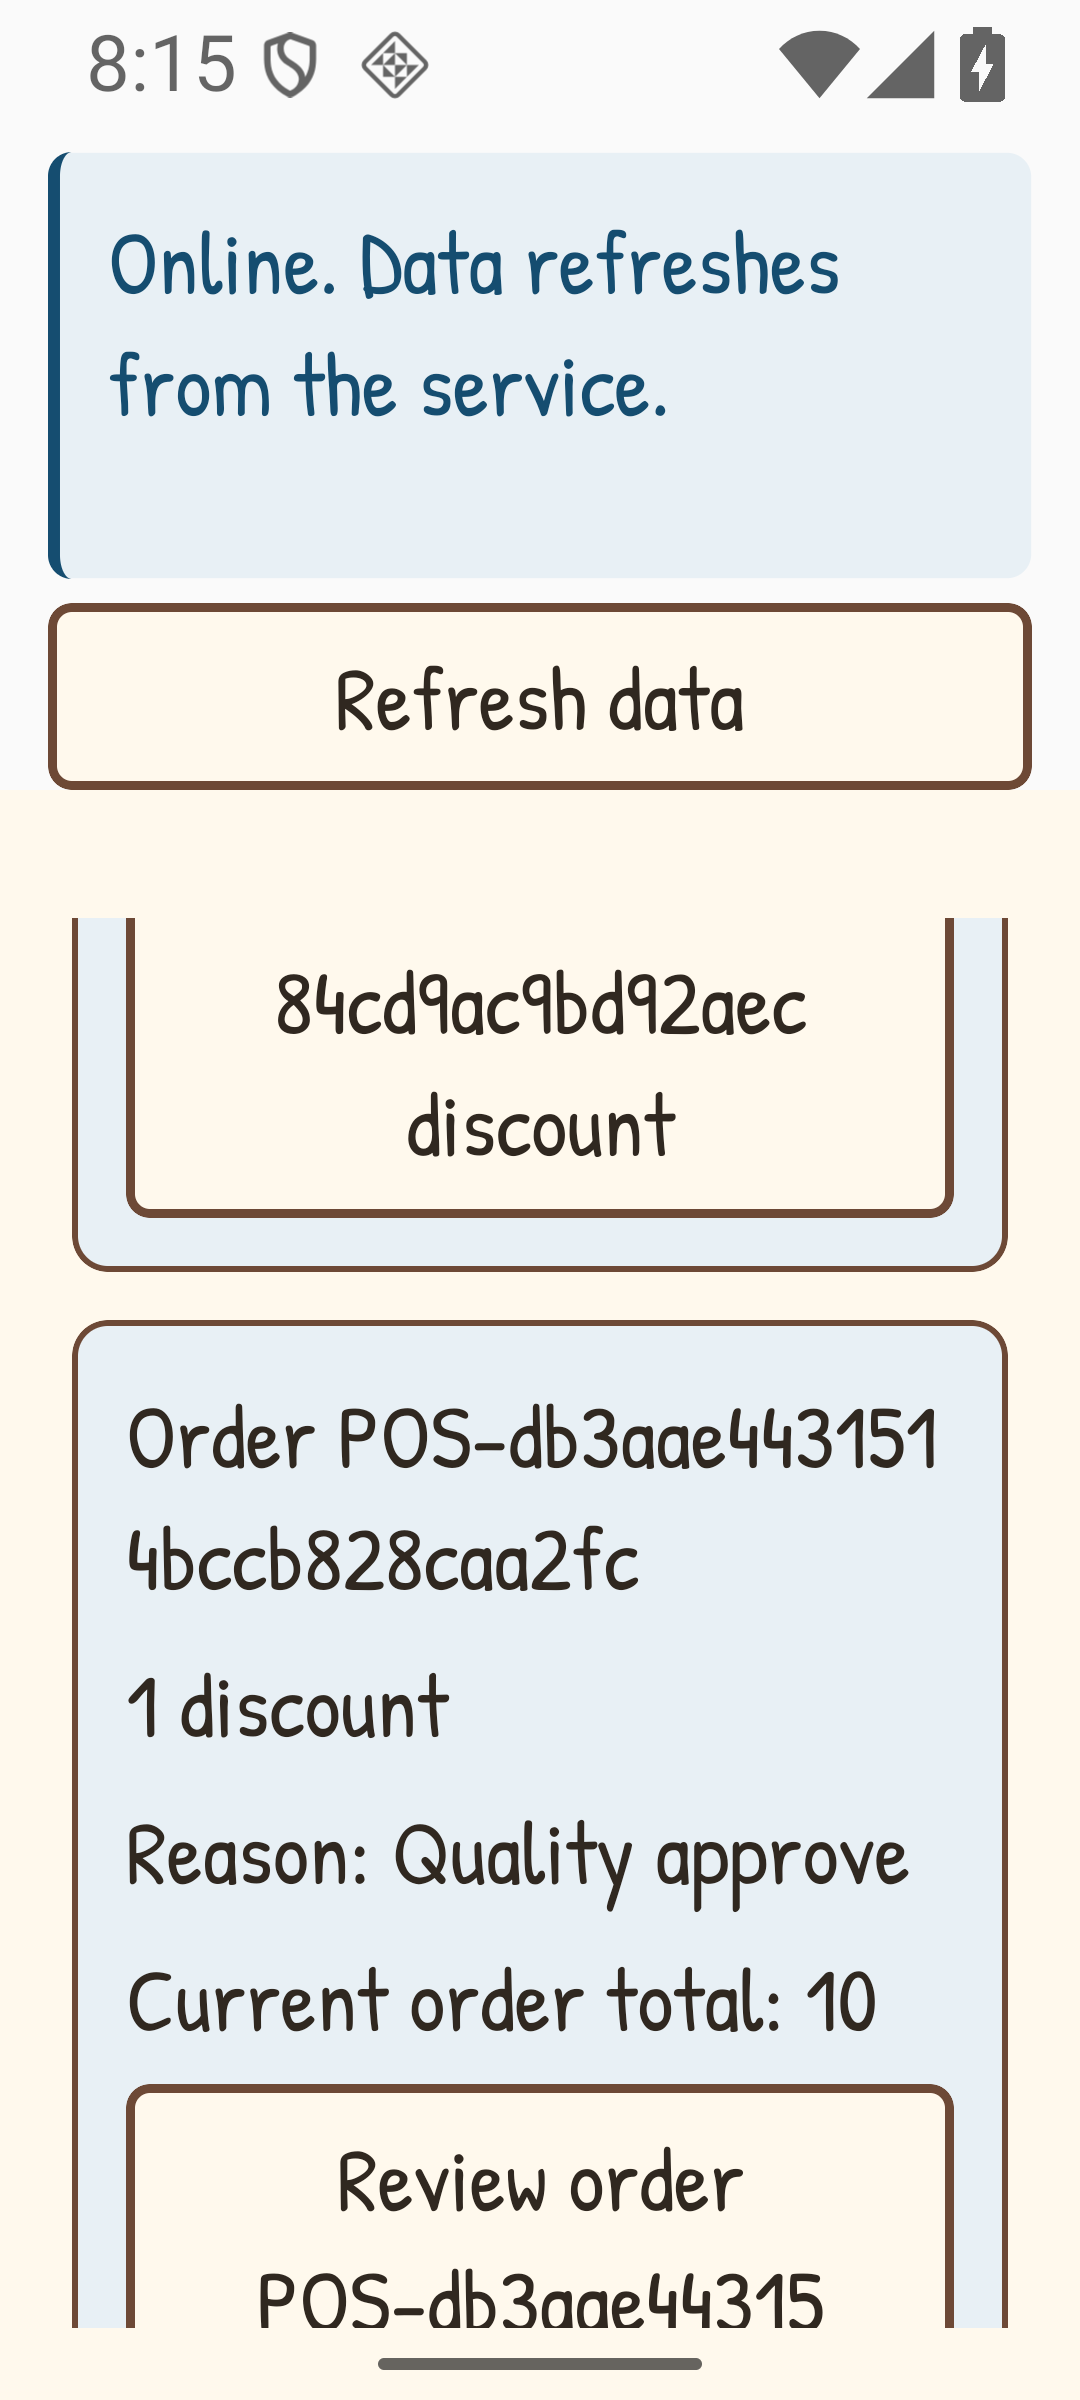 8:15
Online. Data refreshes
from the service.
Refresh data
84cd9ac9bd92aec
discount
Order POS-db3aae443151
4bccb828caa2fc
1 discount
Reason: Quality approve
Current order total: 10
Review order
POS-db3aae44315